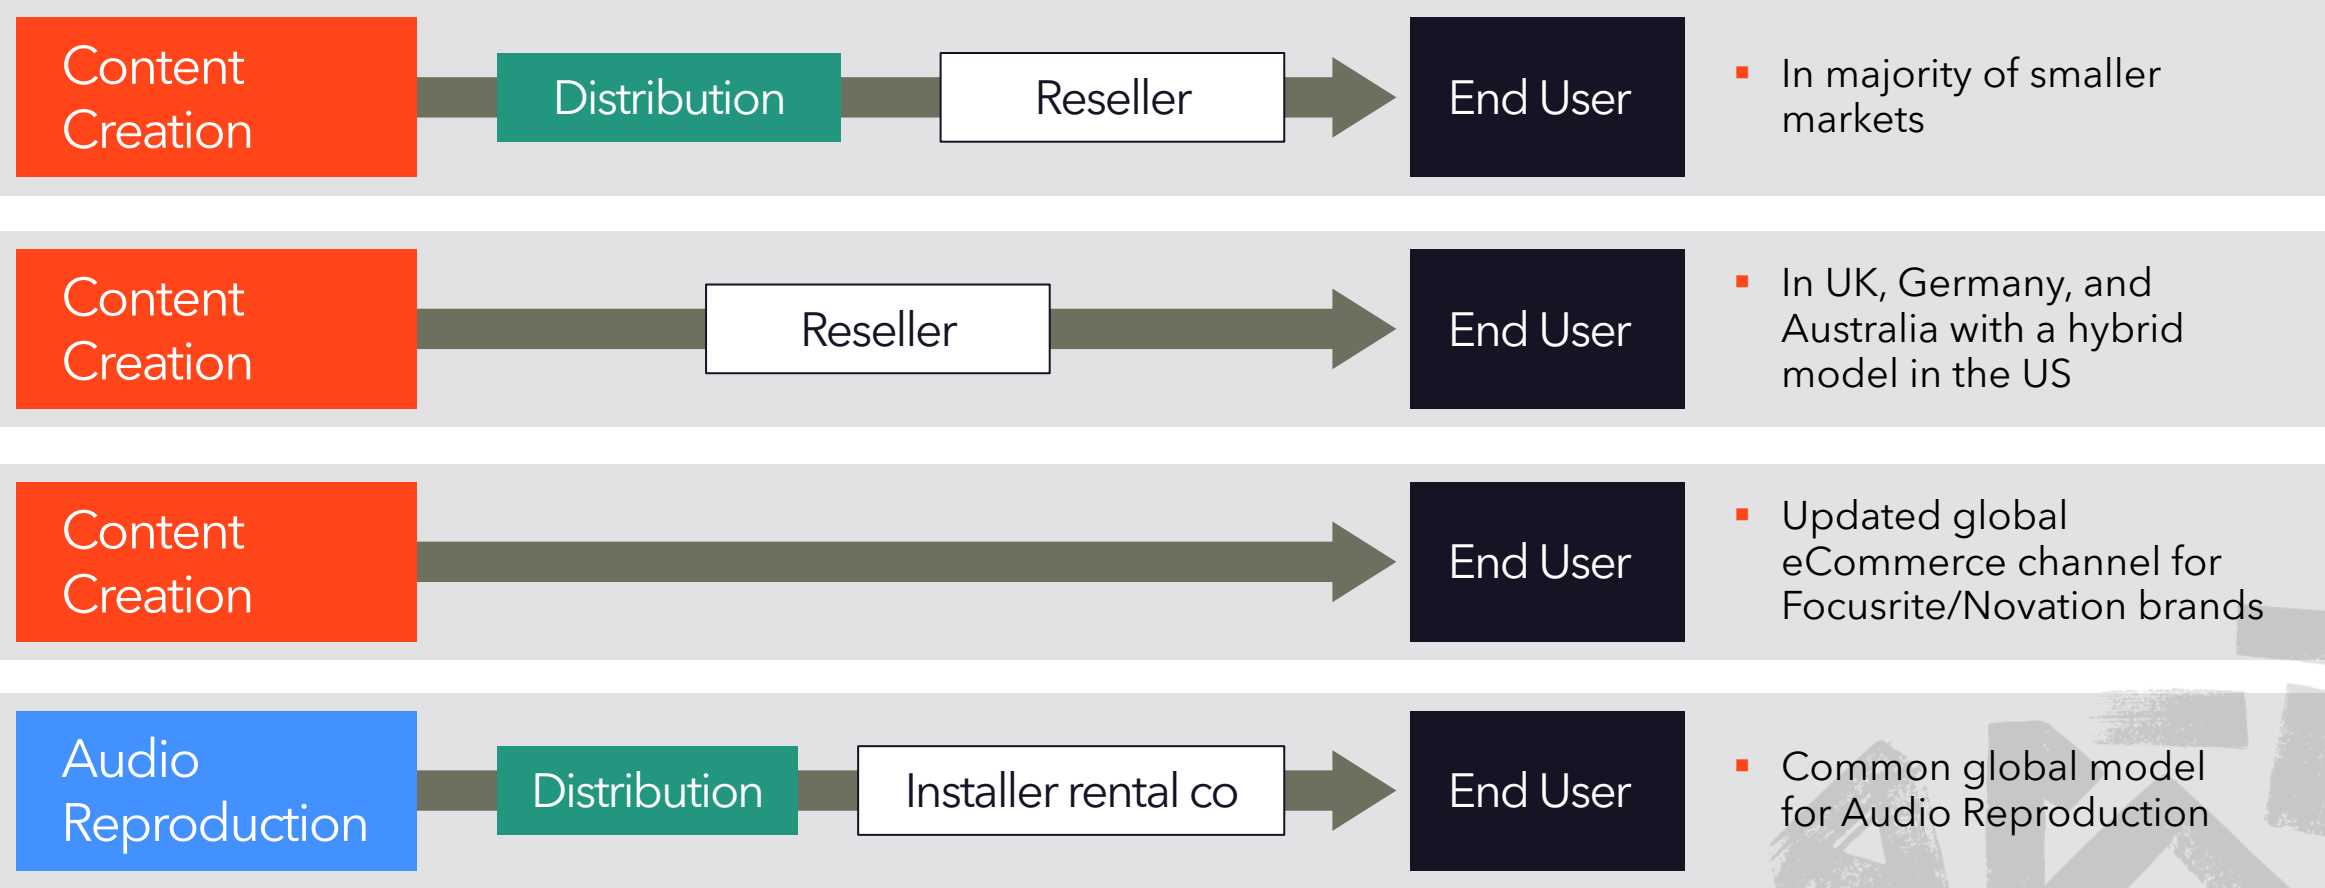 Content
Creation
Distribution
Reseller
End User
In majority of smaller
markets
Content
Creation
Reseller
End User
In UK, Germany, and
Australia with a hybrid
model in the US
Content
Creation
End User
Updated global
eCommerce channel for
Focusrite/Novation brands
Audio
Reproduction
Distribution
Installer rental co
End User
Common global model
for Audio Reproduction